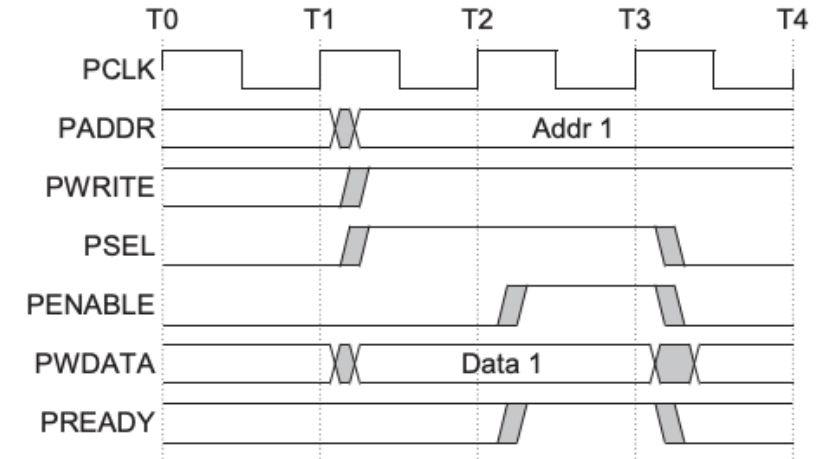 T0 T1 T2 T3 T4
PCLK
PADDR Addr 1
PWRITE
PSEL
PENABLE
PWDATA Data 1
PREADY